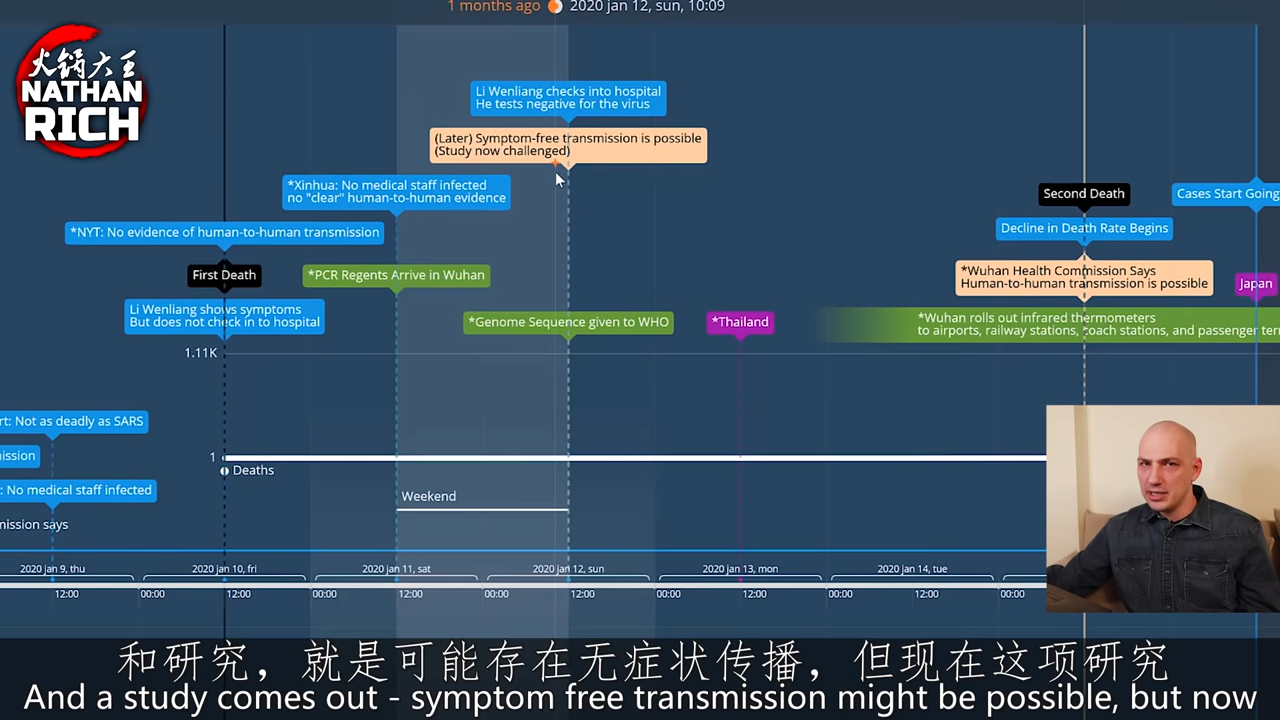 1 months ago
2020 jan 12, sun, 10:09
火锅大王
NATHAN
RICH
Li Wenliang checks into hospital
He tests negative for the virus
(Later) Symptom-free transmission is possible
(Study now challenged)
*Xinhua: No medical staff infected
no "clear" human-to-human evidence
Second Death
Cases Start Going
*NYT: No evidence of human-to-human transmission
Decline in Death Rate Begins
First Death
*PCR Regents Arrive in Wuhan
*Wuhan Health Commission Says
Human-to-human transmission is possible
Japan
Li Wenliang shows symptoms
But does not check in to hospital
*Genome Sequence given to WHO
*Thailand
*Wuhan rolls out infrared thermometers
to airports, railway stations, coach stations, and passenger ter
1.11K
rt: Not as deadly as SARS
ission
1
Deaths
: No medical staff infected
Weekend
mission says
2020 jan 9, thu
2020 jan 10, fri
2020 jan 11, sat
2020 jan 12, sun
2020 jan 13, mon
2020 jan 14, tue
12:00
00:00
12:00
00:00
12:00
00:00
12:00
00:00
12:00
00:00
12:00
00:00
和研究，就是可能存在无症状传播，但现在这项研究
And a study comes out - symptom free transmission might be possible, but now